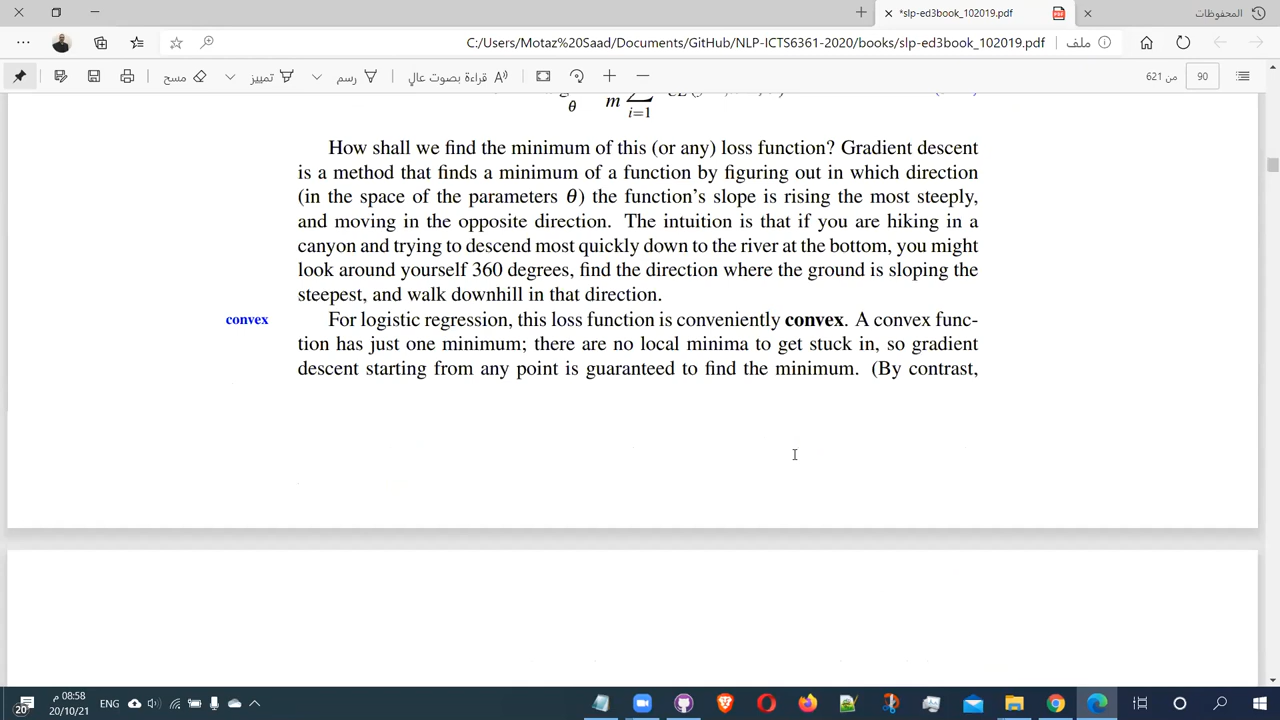 *slp-ed3book_102019.pdf
المحفوظات
C:/Users/Motaz%20Saad/Documents/GitHub/NLP-ICTS6361-2020/books/slp-ed3book_102019.pdf
ملف
مسح
تمييز
رسم
قراءة بصوت عالٍ
من 621
90
θ m i=1
How shall we find the minimum of this (or any) loss function? Gradient descent
is a method that finds a minimum of a function by figuring out in which direction
(in the space of the parameters θ) the function's slope is rising the most steeply,
and moving in the opposite direction. The intuition is that if you are hiking in a
canyon and trying to descend most quickly down to the river at the bottom, you might
look around yourself 360 degrees, find the direction where the ground is sloping the
steepest, and walk downhill in that direction.
convex
For logistic regression, this loss function is conveniently convex. A convex func-
tion has just one minimum; there are no local minima to get stuck in, so gradient
descent starting from any point is guaranteed to find the minimum. (By contrast,
20
08:58 م
20/10/21
ENG